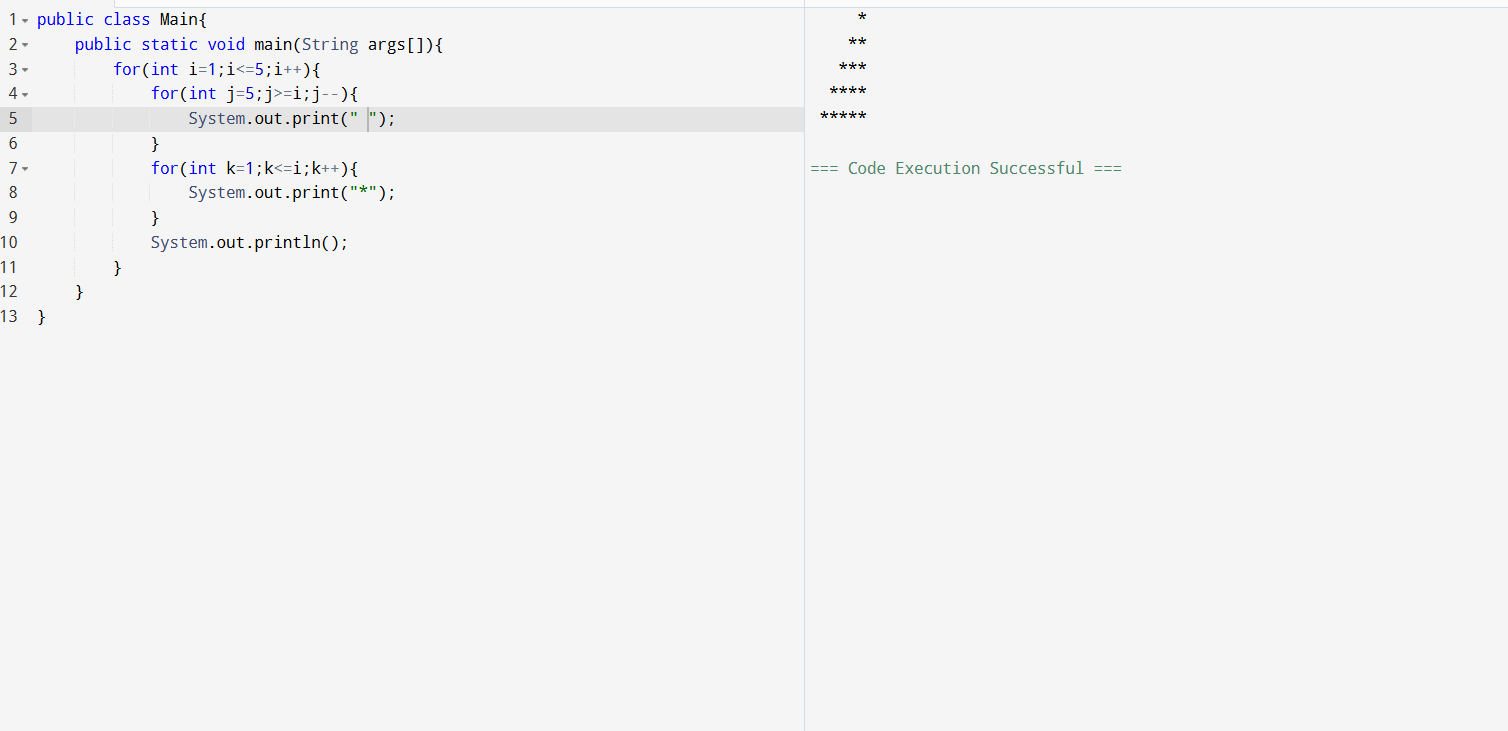 1 public class Main{
2     public static void main(String args[]){
3         for(int i=1;i<=5;i++){
4             for(int j=5;j>=i;j--){
5                 System.out.print(" ");
6             }
7             for(int k=1;k<=i;k++){
8                 System.out.print("*");
9             }
10             System.out.println();
11         }
12     }
13 }
     *
    **
   ***
  ****
 *****
=== Code Execution Successful ===